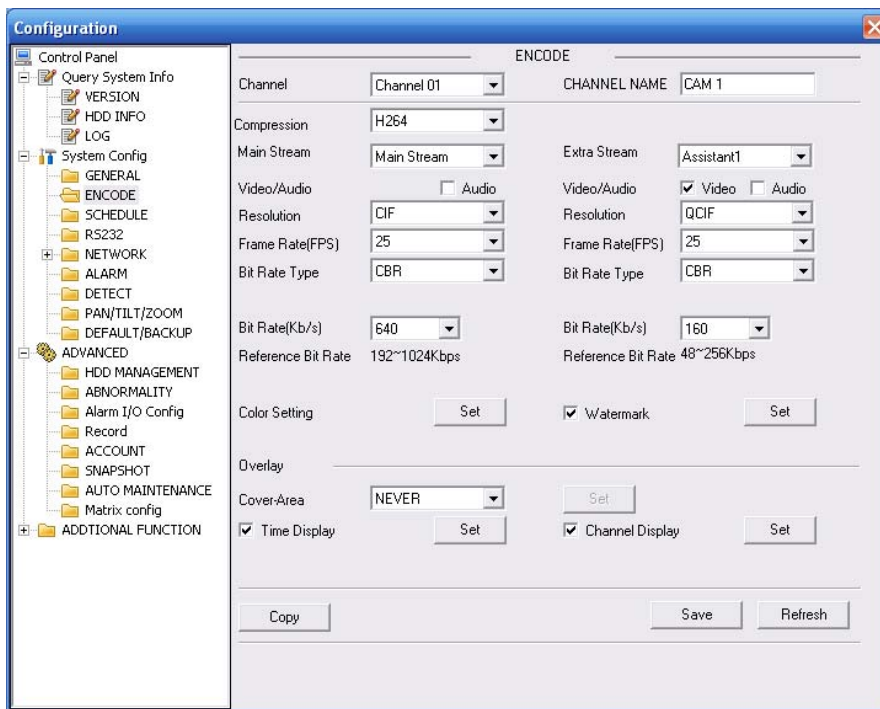 Configuration
Control Panel
Query System Info
VERSION
HDD INFO
LOG
System Config
GENERAL
ENCODE
SCHEDULE
RS232
NETWORK
ALARM
DETECT
PAN/TILT/ZOOM
DEFAULT/BACKUP
ADVANCED
HDD MANAGEMENT
ABNORMALITY
Alarm I/O Config
Record
ACCOUNT
SNAPSHOT
AUTO MAINTENANCE
Matrix config
ADDTIONAL FUNCTION
ENCODE
Channel Channel 01 CHANNEL NAME CAM 1
Compression H264
Main Stream Main Stream Extra Stream Assistant1
Video/Audio Audio Video/Audio Video Audio
Resolution CIF Resolution QCIF
Frame Rate(FPS) 25 Frame Rate(FPS) 25
Bit Rate Type CBR Bit Rate Type CBR
Bit Rate(Kb/s) 640 Bit Rate(Kb/s) 160
Reference Bit Rate 192~1024Kbps Reference Bit Rate 48~256Kbps
Color Setting Set Watermark Set
Overlay
Cover-Area NEVER Set
Time Display Set Channel Display Set
Copy Save Refresh